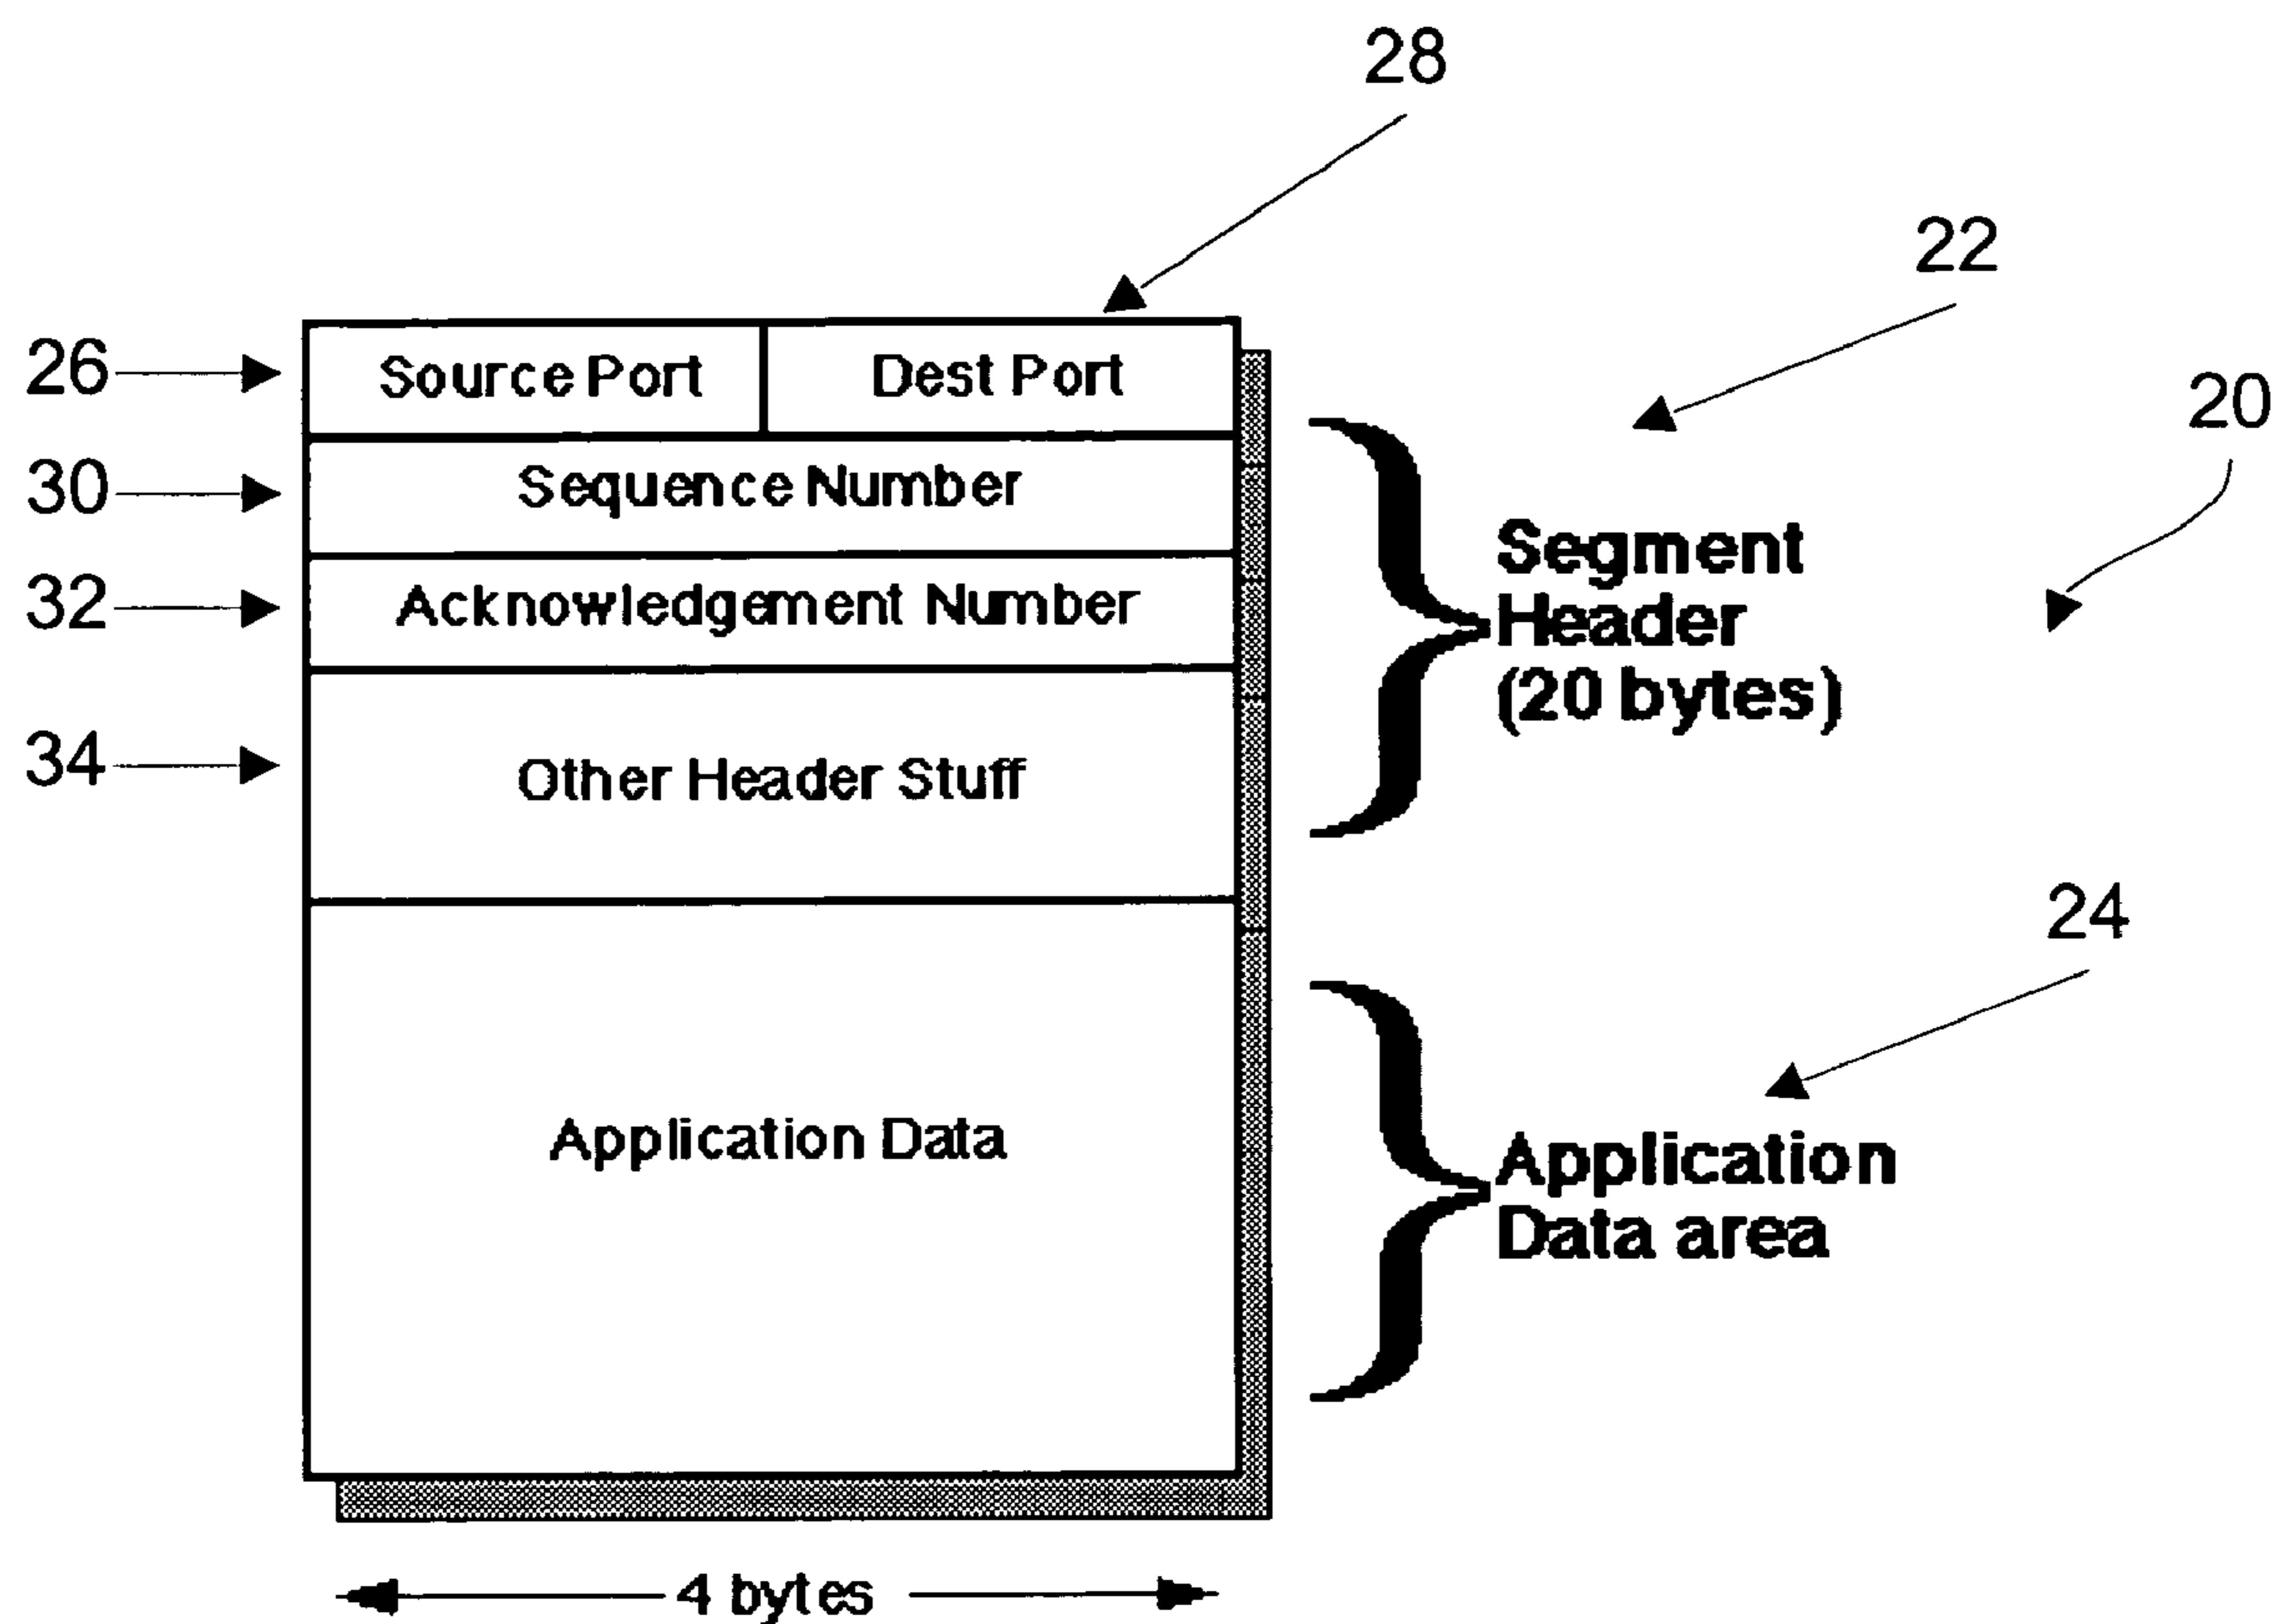 28
22
20
26
Source Port
Dest Port
30
Sequence Number
32
Acknowledgement Number
34
Other Header Stuff
Segment
Header
(20 bytes)
24
Application Data
Application
Data area
4 bytes